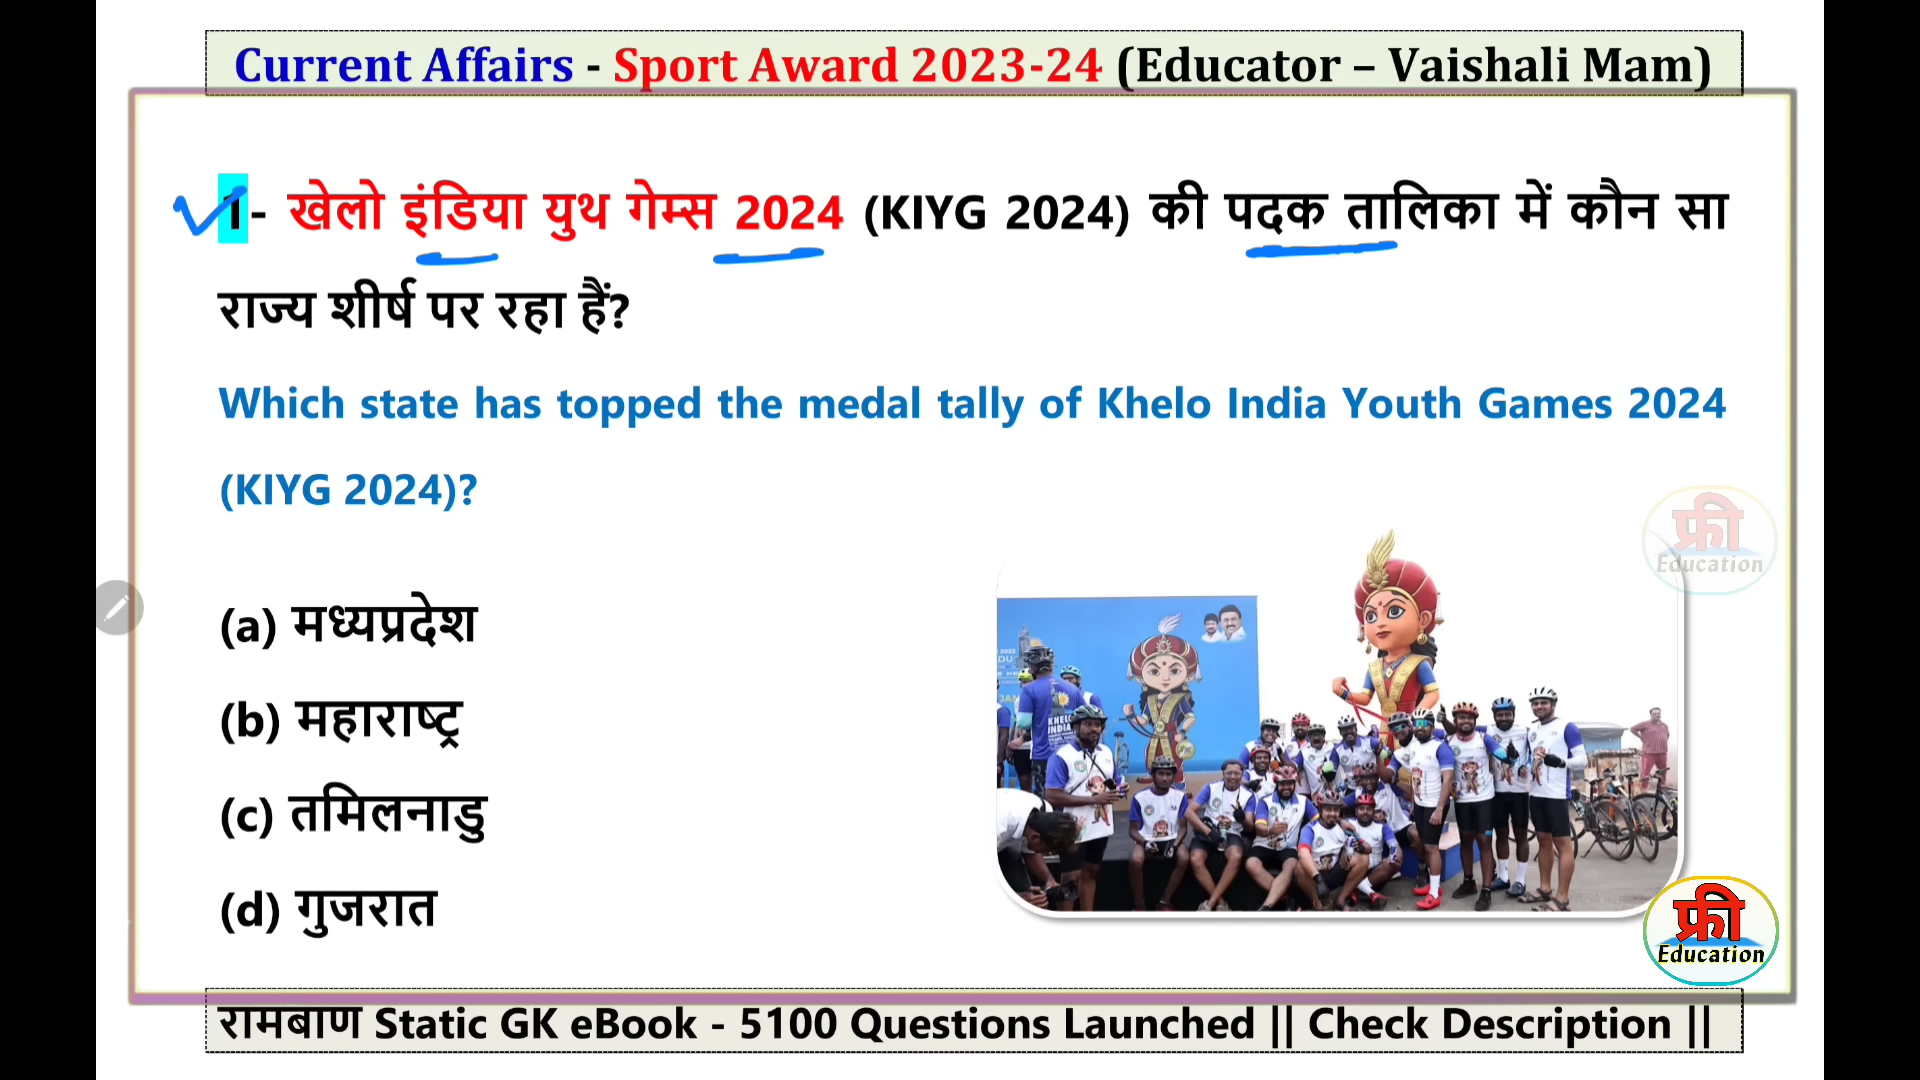 Current Affairs - Sport Award 2023-24 (Educator – Vaishali Mam)
1- खेलो इंडिया युथ गेम्स 2024 (KIYG 2024) की पदक तालिका में कौन सा
राज्य शीर्ष पर रहा हैं?
Which state has topped the medal tally of Khelo India Youth Games 2024
(KIYG 2024)?
फ्री
Education
(a) मध्यप्रदेश
(b) महाराष्ट्र
(c) तमिलनाडु
(d) गुजरात
KHELO
INDIA
फ्री
Education
रामबाण Static GK eBook - 5100 Questions Launched || Check Description ||